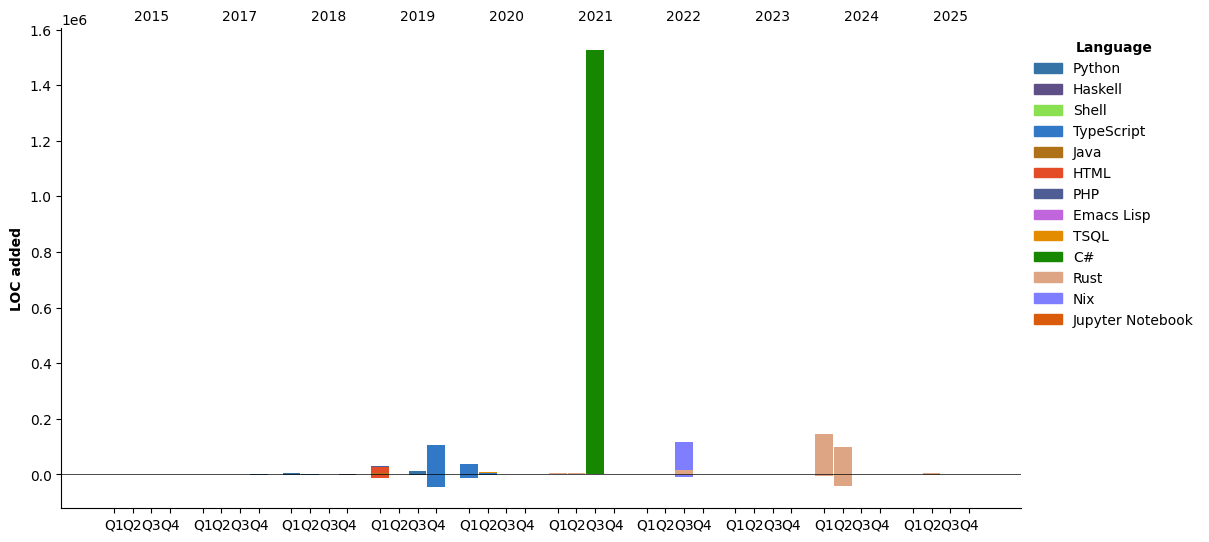 2015 2017 2018 2019 2020 2021 2022 2023 2024 2025
1e6
1.6
1.4
1.2
1.0
0.8
0.6
0.4
0.2
0.0
LOC added
Q1Q2Q3Q4 Q1Q2Q3Q4 Q1Q2Q3Q4 Q1Q2Q3Q4 Q1Q2Q3Q4 Q1Q2Q3Q4 Q1Q2Q3Q4 Q1Q2Q3Q4 Q1Q2Q3Q4 Q1Q2Q3Q4
Language
Python
Haskell
Shell
TypeScript
Java
HTML
PHP
Emacs Lisp
TSQL
C#
Rust
Nix
Jupyter Notebook